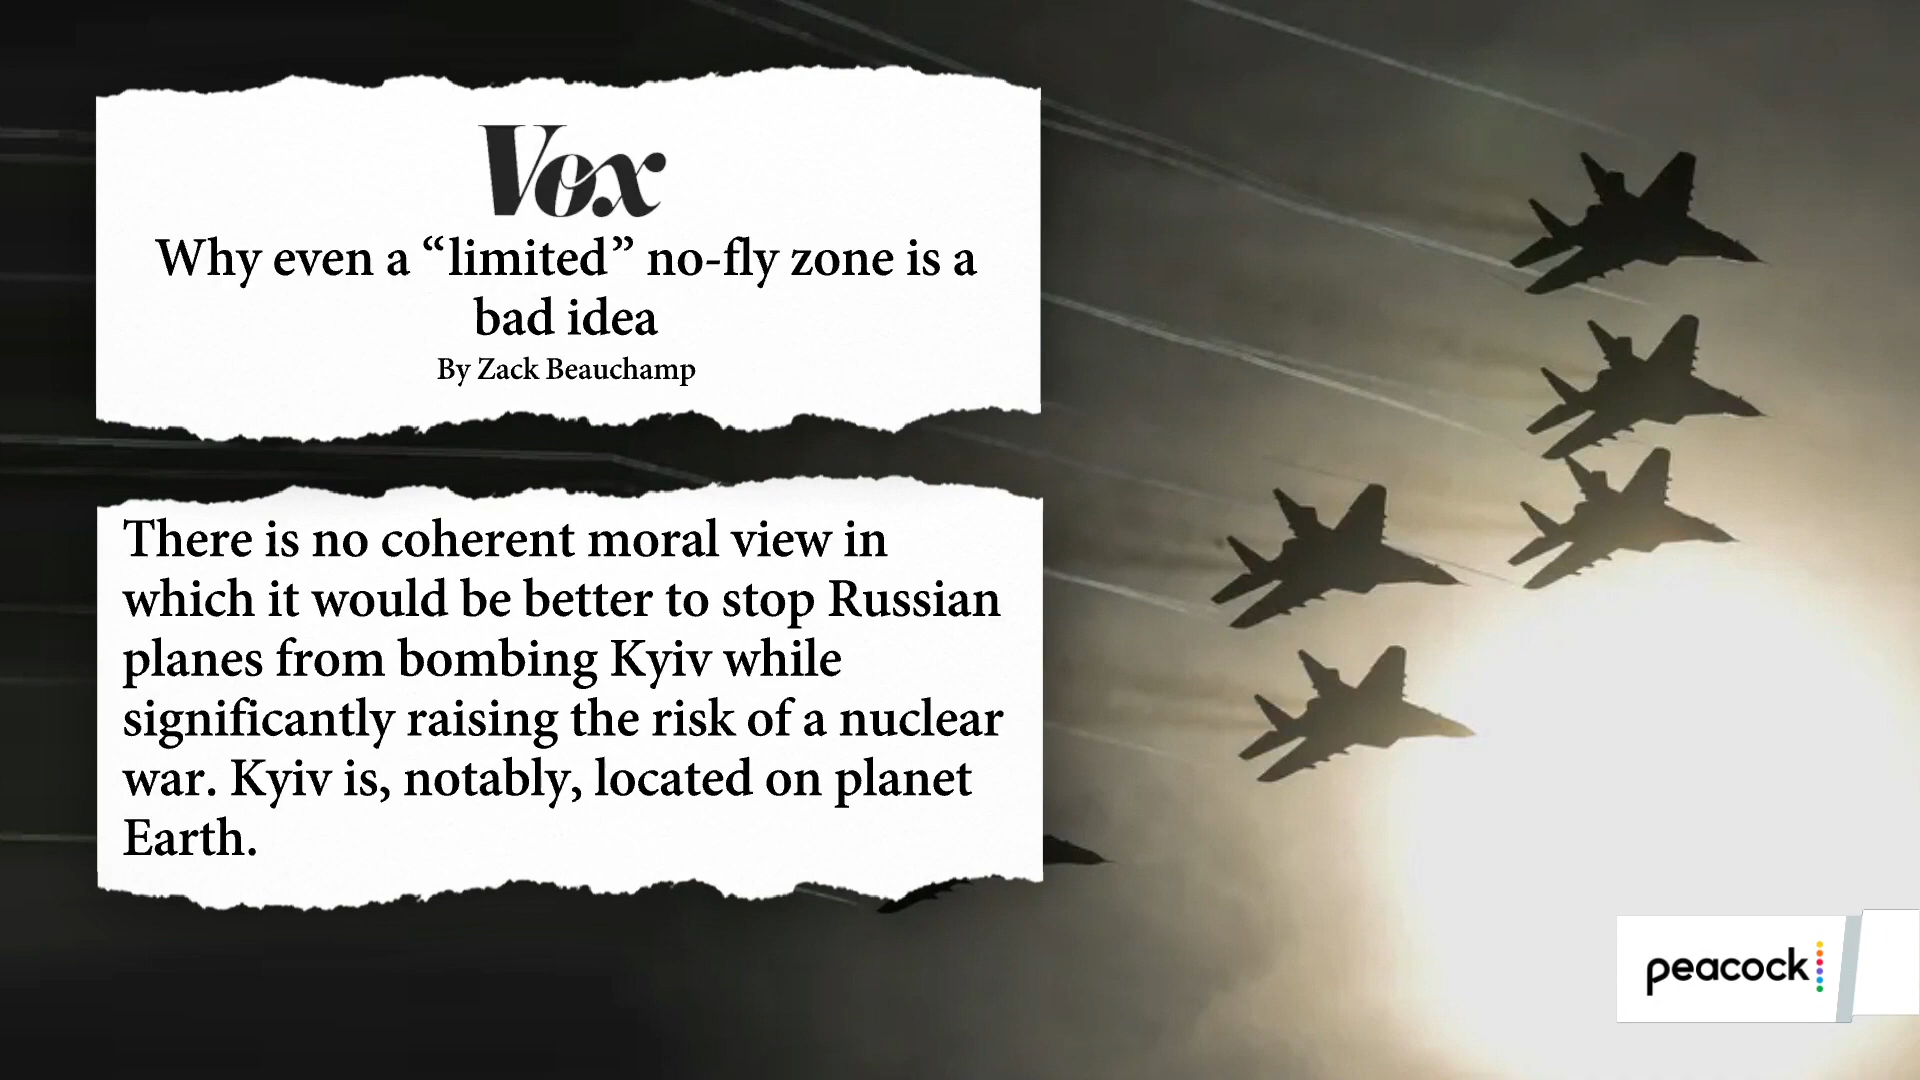 Vox
Why even a “limited” no-fly zone is a
bad idea
By Zack Beauchamp
There is no coherent moral view in
which it would be better to stop Russian
planes from bombing Kyiv while
significantly raising the risk of a nuclear
war. Kyiv is, notably, located on planet
Earth.
peacock